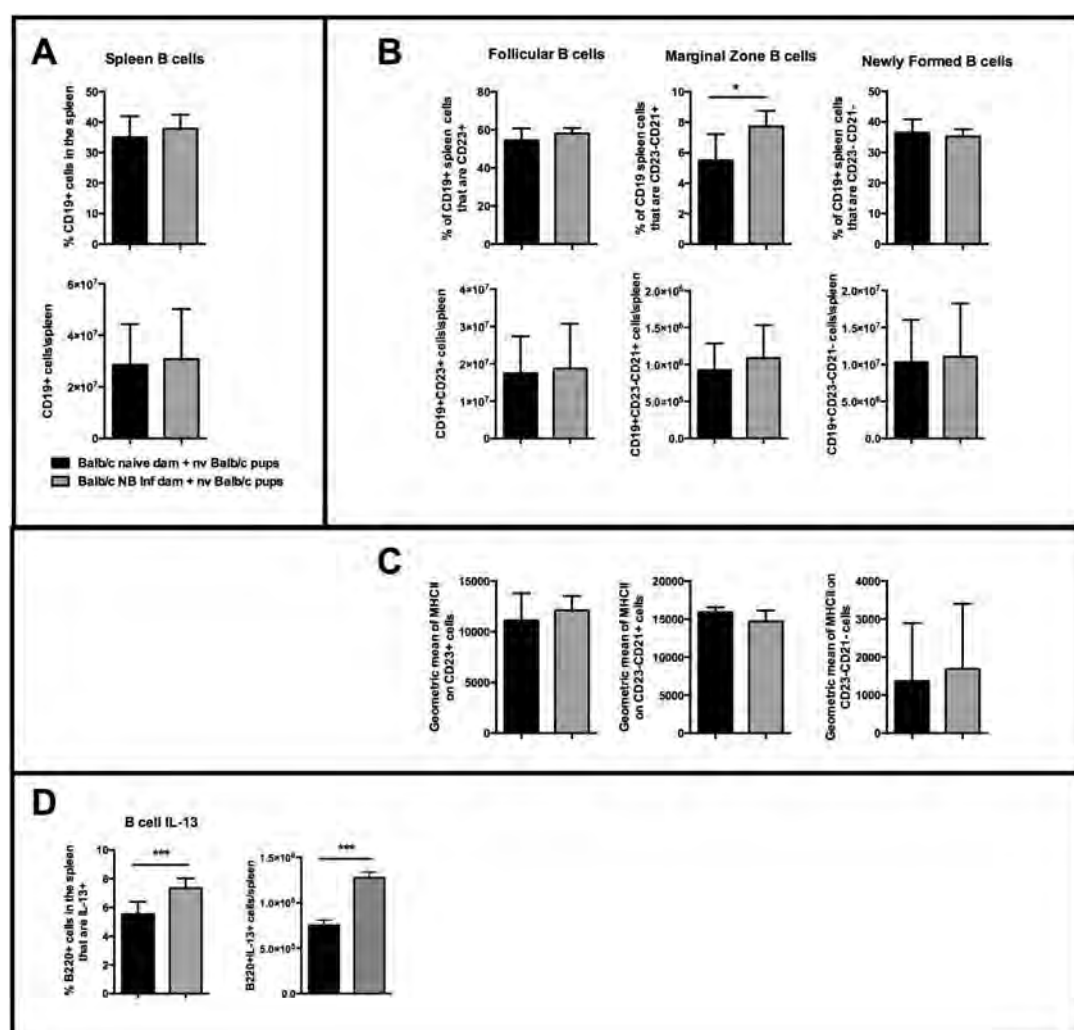 A
Spleen B cells
% CD19+ cells in the spleen
50
40
30
20
10
0
CD19+ cells\spleen
6×10⁷
4×10⁷
2×10⁷
0
Balb/c naive dam + nv Balb/c pups
Balb/c NB Inf dam + nv Balb/c pups
B
Follicular B cells
Marginal Zone B cells
Newly Formed B cells
% of CD19+ spleen cells
that are CD23+
80
60
40
20
0
% of CD19 spleen cells
that are CD23-CD21+
10
8
6
4
2
0
*
% of CD19+ spleen cells
that are CD23- CD21-
50
40
30
20
10
0
CD19+CD23+ cells\spleen
4×10⁷
3×10⁷
2×10⁷
1×10⁷
0
CD19+CD23-CD21+ cells\spleen
2.0×10⁶
1.5×10⁶
1.0×10⁶
0.0
CD19+CD23-CD21- cells\spleen
2.0×10⁷
1.5×10⁷
1.0×10⁷
0.0
C
Geometric mean of MHCII
on CD23+ cells
15000
10000
5000
0
Geometric mean of MHCII
on CD23-CD21+ cells
20000
15000
10000
5000
0
Geometric mean of MHCII on
CD23-CD21- cells
4000
3000
2000
1000
0
D
B cell IL-13
% B220+ cells in the spleen
that are IL-13+
10
8
6
4
2
0
***
B220+IL-13+ cells/spleen
0.0
***